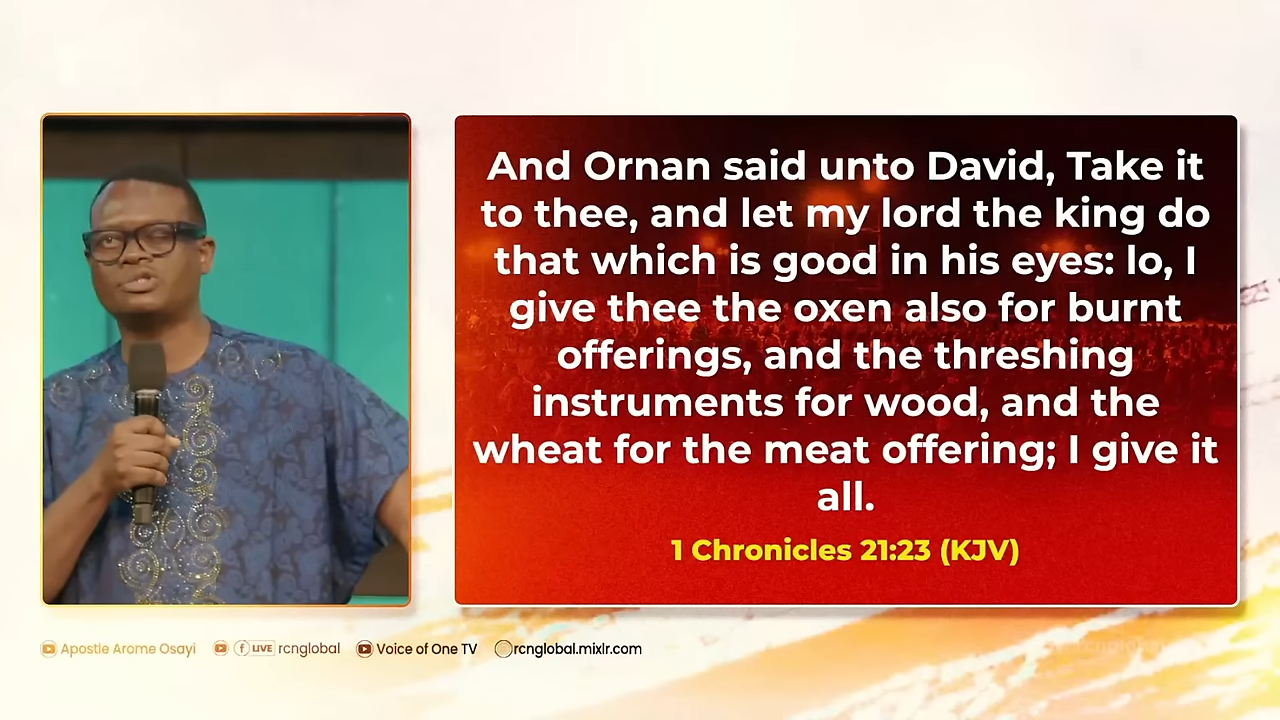 And Ornan said unto David, Take it
to thee, and let my lord the king do
that which is good in his eyes: lo, I
give thee the oxen also for burnt
offerings, and the threshing
instruments for wood, and the
wheat for the meat offering; I give it
all.
1 Chronicles 21:23 (KJV)
Apostle Arome Osayi LIVE rcnglobal Voice of One TV rcnglobal.mixlr.com